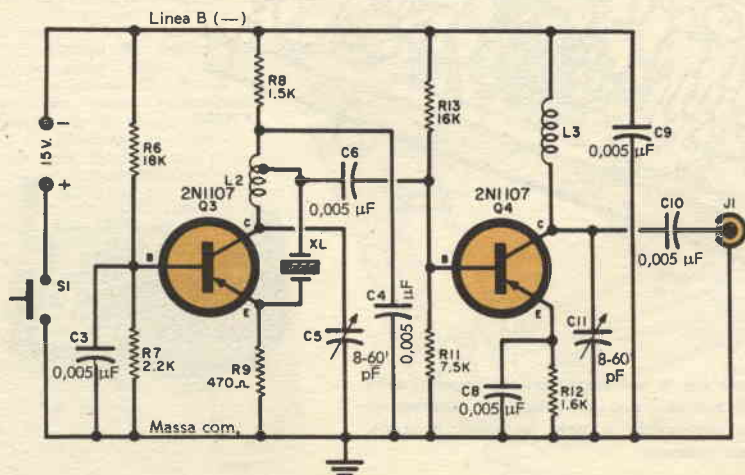 Linea B (—)
R8
1.5K
R13
16K
L3
C9
0,005 µF
15V.
–
+
R6
18K
L2
C6
0,005 µF
2N1107
Q3
2N1107
Q4
C
C
C10
0,005 µF
J1
B
XL
B
E
E
S1
C3
0,005 µF
R7
2.2K
R9
470Ω
C5
8-60
pF
C4
0,005 µF
R11
7.5K
C8
0,005 µF
R12
1.6K
C11
8-60
pF
Massa com,